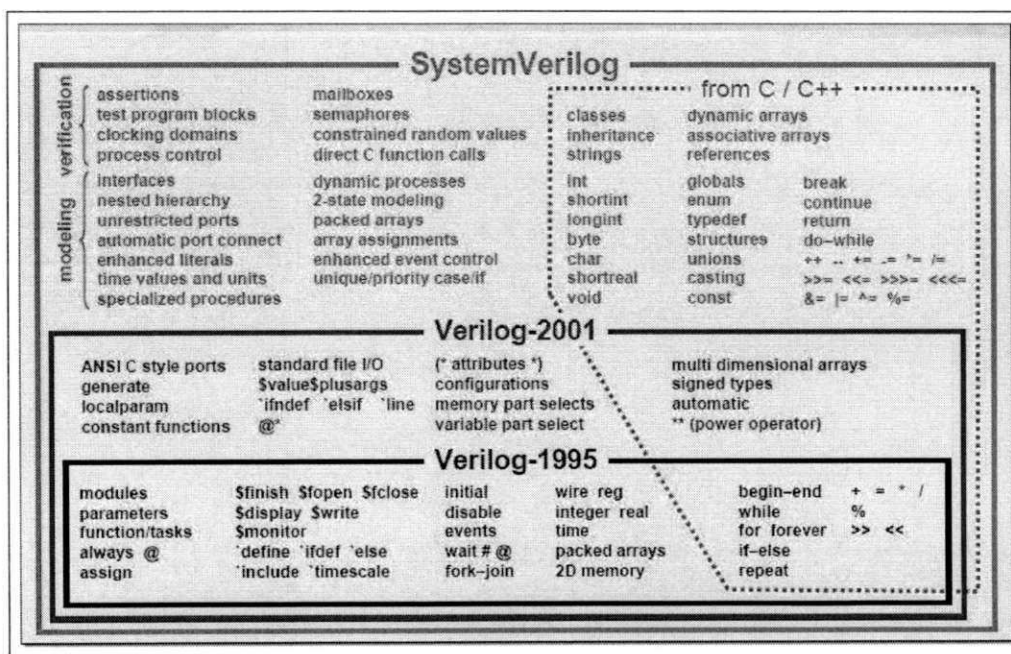 SystemVerilog
from C / C++
verification
assertions mailboxes
test program blocks semaphores classes dynamic arrays
clocking domains constrained random values inheritance associative arrays
process control direct C function calls strings references
modeling
interfaces dynamic processes int globals break
nested hierarchy 2-state modeling shortint enum continue
unrestricted ports packed arrays longint typedef return
automatic port connect array assignments byte structures do–while
enhanced literals enhanced event control char unions ++ -- += -= *= /=
time values and units unique/priority case/if shortreal casting >>= <<= >>>= <<<=
specialized procedures void const &= |= ^= %=
Verilog-2001
ANSI C style ports standard file I/O (* attributes *) multi dimensional arrays
generate $value$plusargs configurations signed types
localparam `ifndef `elsif `line memory part selects automatic
constant functions @* variable part select ** (power operator)
Verilog-1995
modules $finish $fopen $fclose initial wire reg begin–end + = * /
parameters $display $write disable integer real while %
function/tasks $monitor events time for forever >> <<
always @ `define `ifdef `else wait # @ packed arrays if–else
assign `include `timescale fork–join 2D memory repeat